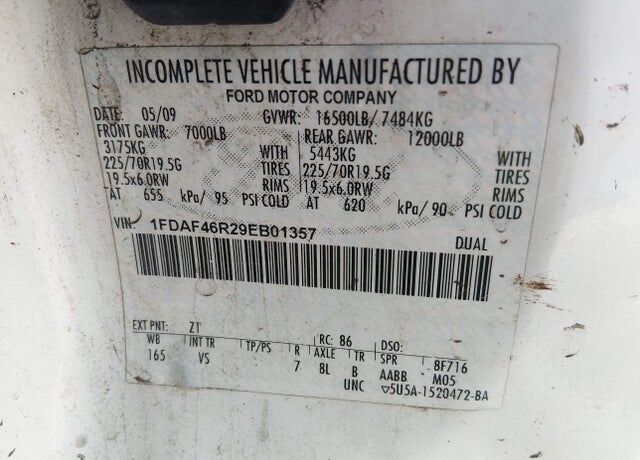 INCOMPLETE VEHICLE MANUFACTURED BY
FORD MOTOR COMPANY
DATE: 05/09 GVWR: 16500LB/ 7484KG
FRONT GAWR: 7000LB REAR GAWR: 12000LB
3175KG WITH 5443KG WITH
225/70R19.5G TIRES 225/70R19.5G TIRES
19.5x6.0RW RIMS 19.5x6.0RW RIMS
AT 655 kPa/ 95 PSI COLD AT 620 kPa/ 90 PSI COLD
VIN: 1FDAF46R29EB01357 DUAL
EXT PNT: Z1 RC: 86 DSO:
WB INT TR TP/PS R AXLE TR SPR 8F716
165 VS 7 8L B AABB M05
UNC ▽5U5A-1520472-BA